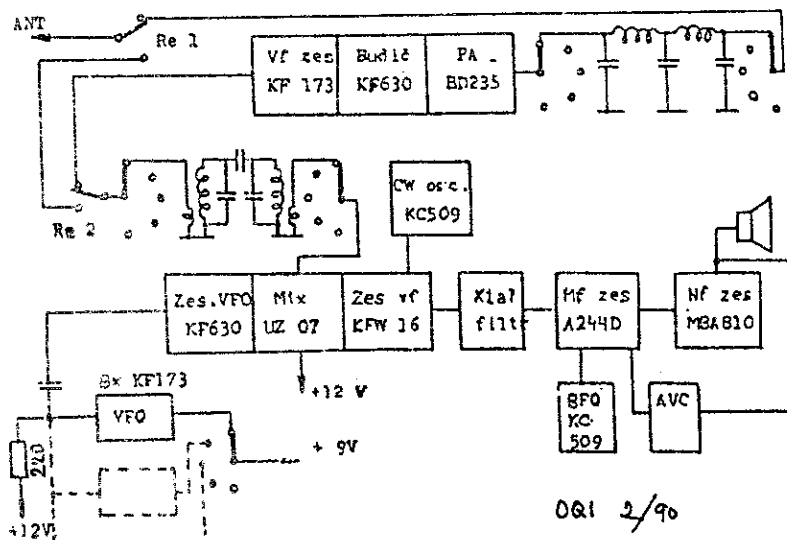 ANT
Re 1
Vf zes
KF 173
Budič
KF630
PA
BD235
Re 2
CW osc.
KC509
Zes.VFO
KF630
Mix
UZ 07
Zes vf
KFW 16
Xtal
filtr
Mf zes
A244D
Nf zes
MBA810
+12 V
8x KF173
VFO
+ 9V
BFO
KC
509
AVC
220
+12V
OQI 2/90